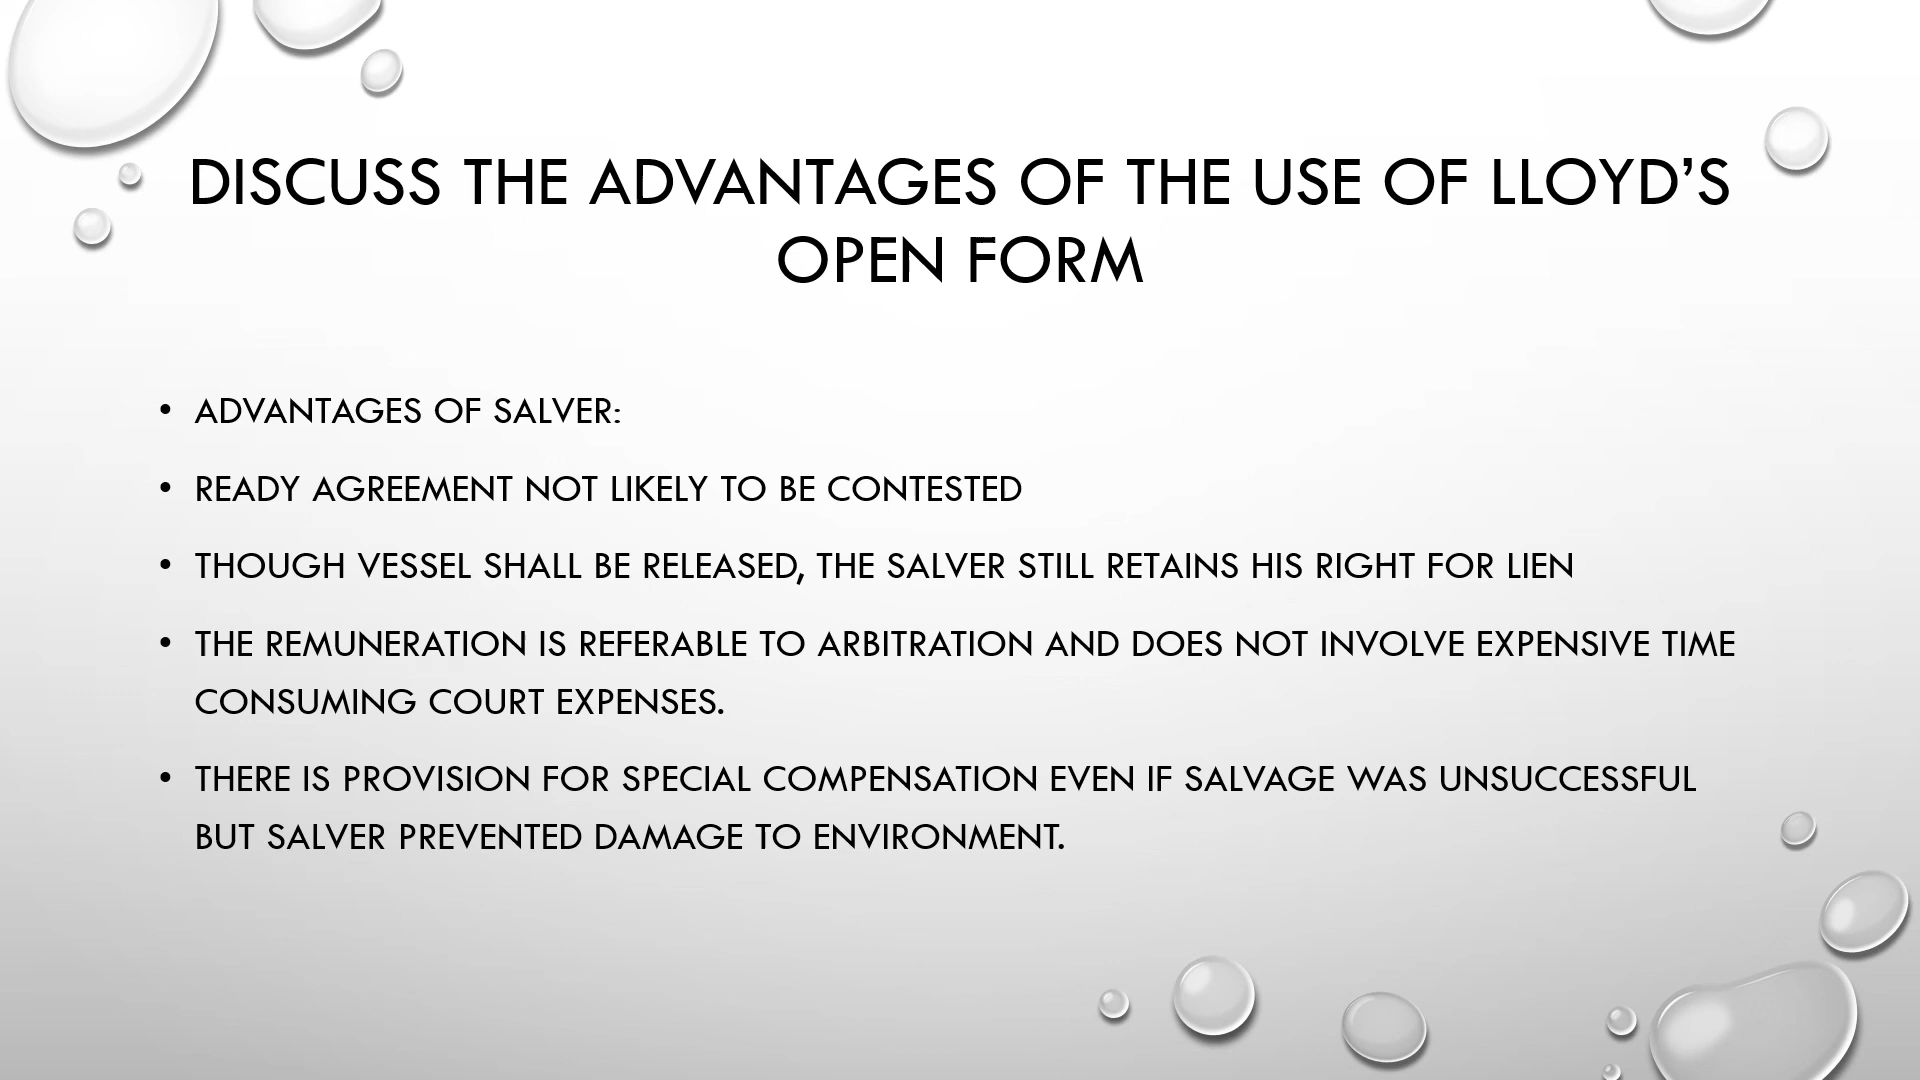 DISCUSS THE ADVANTAGES OF THE USE OF LLOYD’S
OPEN FORM
• ADVANTAGES OF SALVER:
• READY AGREEMENT NOT LIKELY TO BE CONTESTED
• THOUGH VESSEL SHALL BE RELEASED, THE SALVER STILL RETAINS HIS RIGHT FOR LIEN
• THE REMUNERATION IS REFERABLE TO ARBITRATION AND DOES NOT INVOLVE EXPENSIVE TIME
CONSUMING COURT EXPENSES.
• THERE IS PROVISION FOR SPECIAL COMPENSATION EVEN IF SALVAGE WAS UNSUCCESSFUL
BUT SALVER PREVENTED DAMAGE TO ENVIRONMENT.